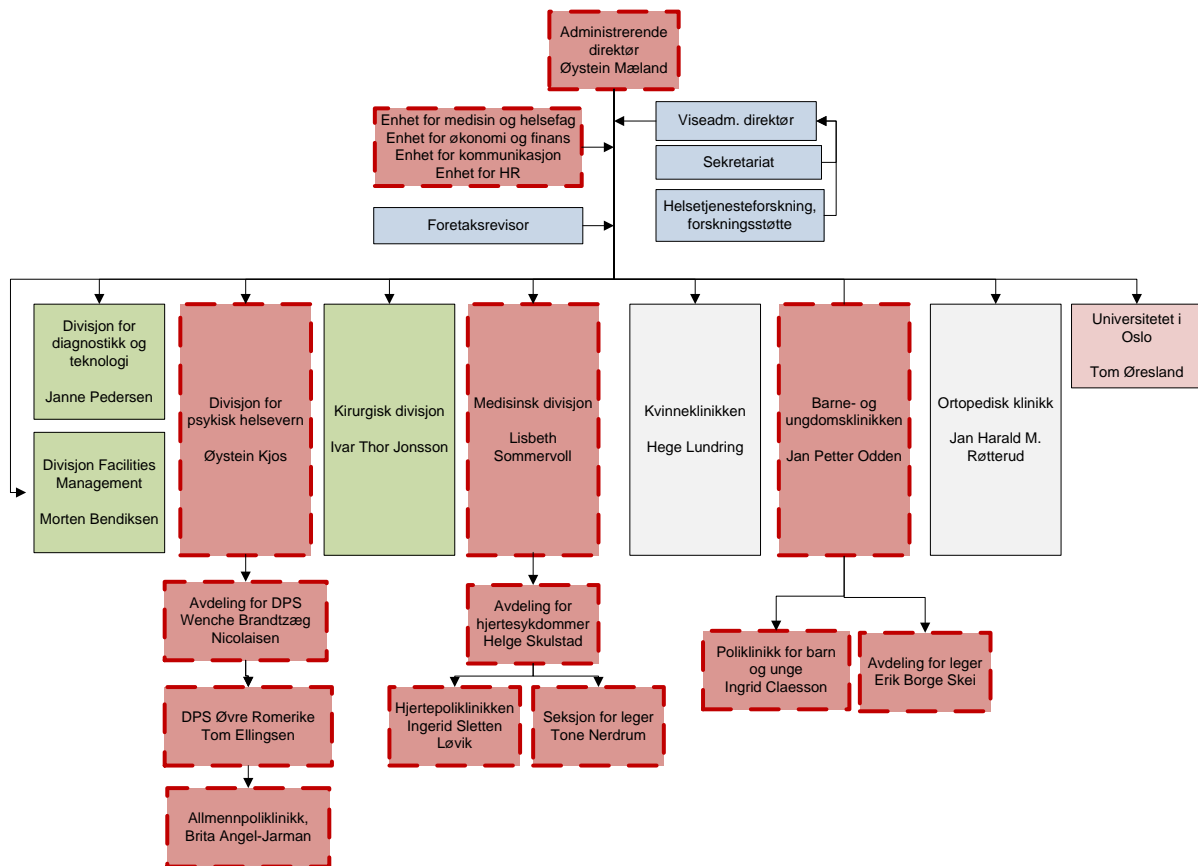 Administrerende
direktør
Øystein Mæland
Enhet for medisin og helsefag
Enhet for økonomi og finans
Enhet for kommunikasjon
Enhet for HR
Viseadm. direktør
Sekretariat
Foretaksrevisor
Helsetjenesteforskning,
forskningsstøtte
Divisjon for
diagnostikk og
teknologi
Janne Pedersen
Divisjon Facilities
Management
Morten Bendiksen
Divisjon for
psykisk helsevern
Øystein Kjos
Kirurgisk divisjon
Ivar Thor Jonsson
Medisinsk divisjon
Lisbeth
Sommervoll
Kvinneklinikken
Hege Lundring
Barne- og
ungdomsklinikken
Jan Petter Odden
Ortopedisk klinikk
Jan Harald M.
Røtterud
Universitetet i
Oslo
Tom Øresland
Avdeling for DPS
Wenche Brandtzæg
Nicolaisen
DPS Øvre Romerike
Tom Ellingsen
Allmennpoliklinikk,
Brita Angel-Jarman
Avdeling for
hjertesykdommer
Helge Skulstad
Hjertepoliklinikken
Ingerid Sletten
Løvik
Seksjon for leger
Tone Nerdrum
Poliklinikk for barn
og unge
Ingrid Claesson
Avdeling for leger
Erik Borge Skei